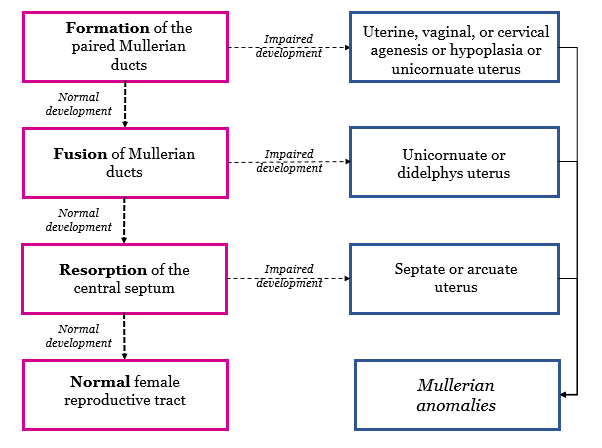 Formation of the
paired Mullerian
ducts
Impaired
development
Uterine, vaginal, or cervical
agenesis or hypoplasia or
unicornuate uterus
Normal
development
Fusion of Mullerian
ducts
Impaired
development
Unicornuate or
didelphys uterus
Normal
development
Resorption of the
central septum
Impaired
development
Septate or arcuate
uterus
Normal
development
Normal female
reproductive tract
Mullerian
anomalies